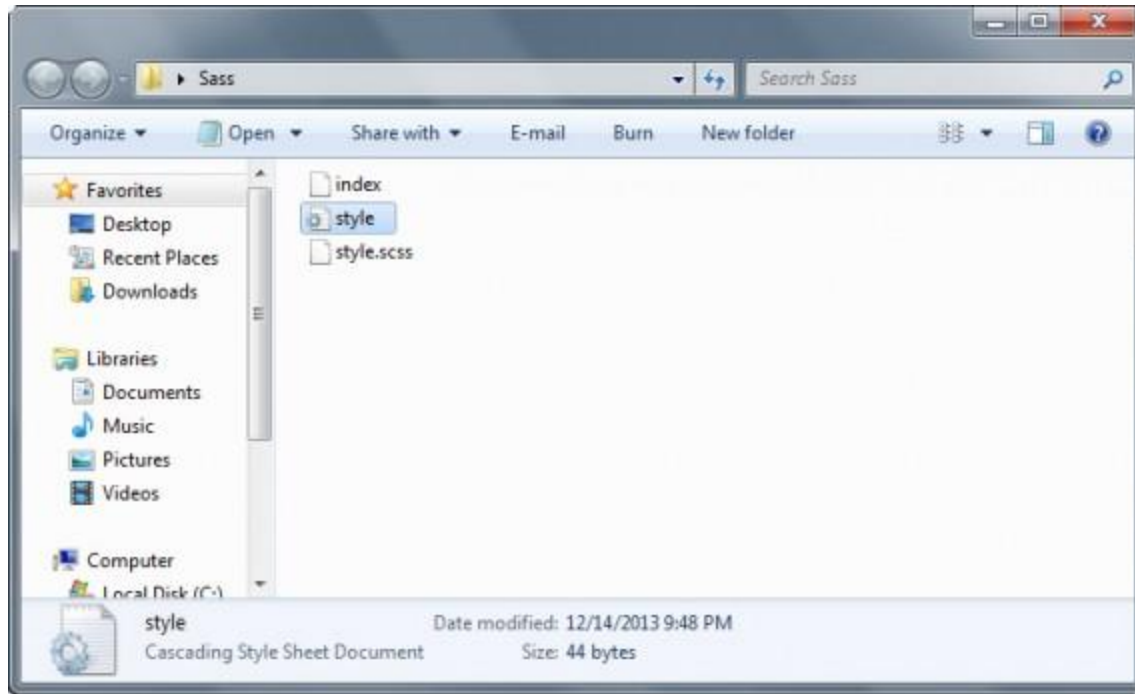 Sass
Search Sass
Organize
Open
Share with
E-mail
Burn
New folder
Favorites
Desktop
Recent Places
Downloads
Libraries
Documents
Music
Pictures
Videos
Computer
Local Disk (C:)
index
style
style.scss
style
Date modified: 12/14/2013 9:48 PM
Cascading Style Sheet Document
Size: 44 bytes